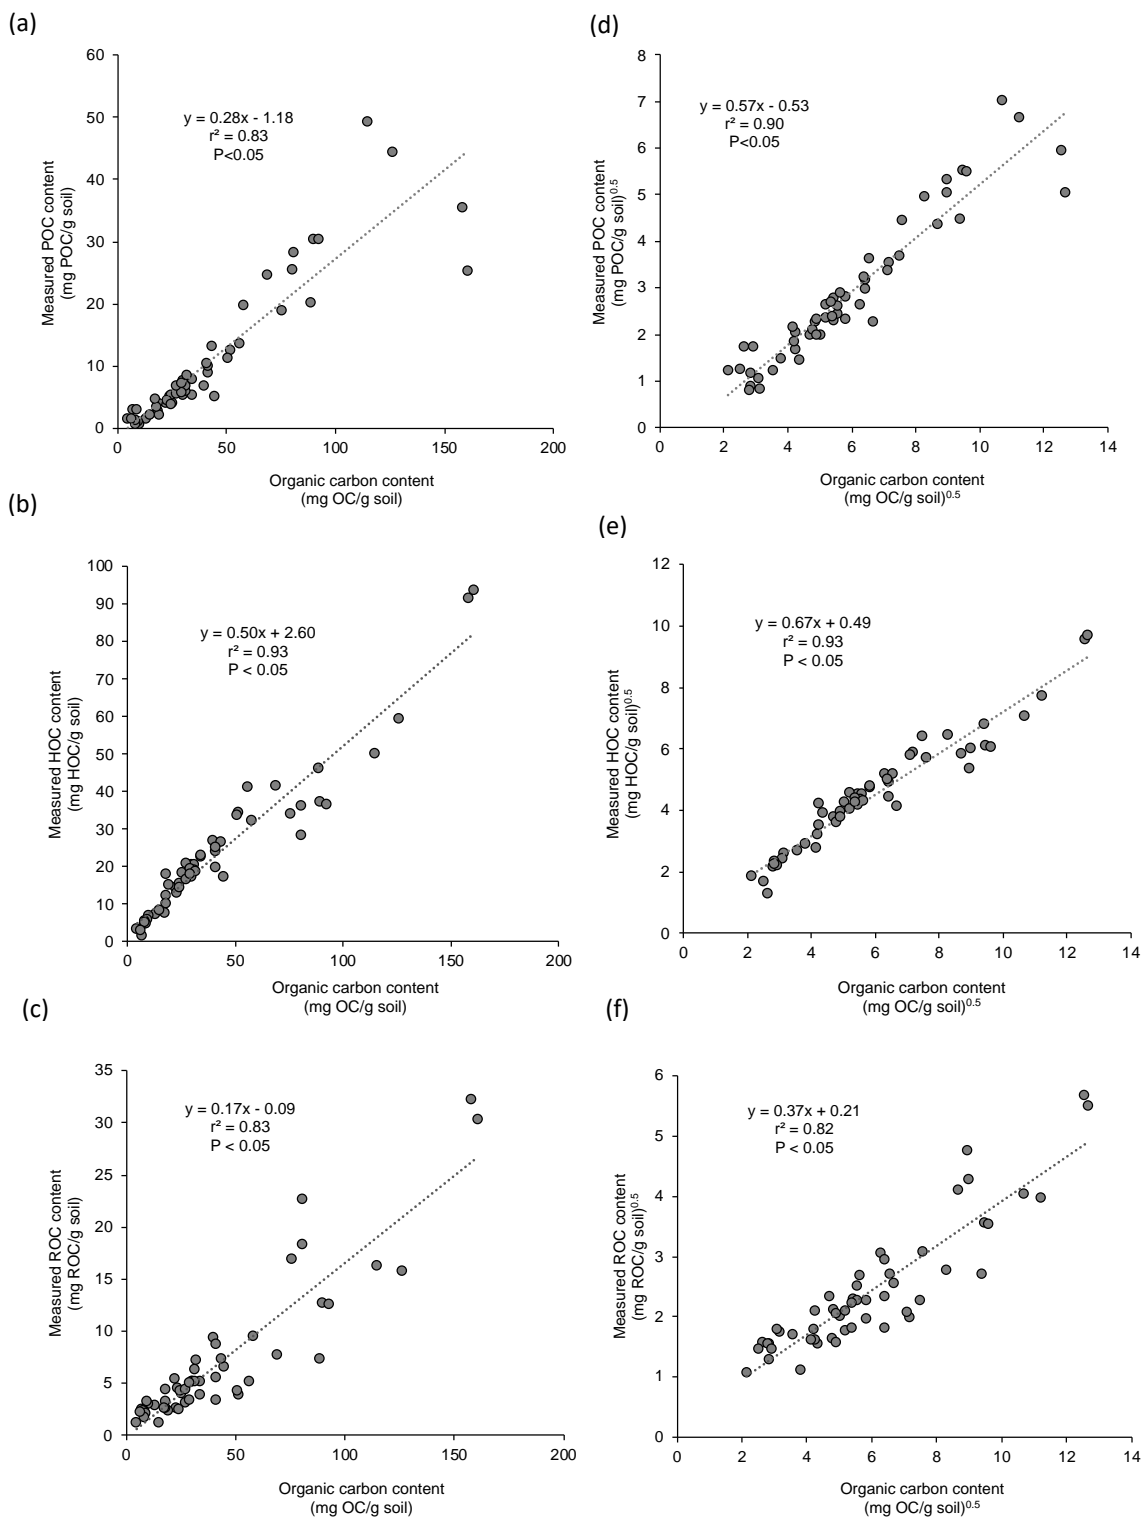 (a)
60
50
40
30
20
10
0
0 50 100 150 200
y = 0.28x - 1.18
r² = 0.83
P<0.05
Measured POC content
(mg POC/g soil)
Organic carbon content
(mg OC/g soil)
(d)
8
7
6
5
4
3
2
1
0
0 2 4 6 8 10 12 14
y = 0.57x - 0.53
r² = 0.90
P<0.05
Measured POC content
(mg POC/g soil)⁰·⁵
Organic carbon content
(mg OC/g soil)⁰·⁵
(b)
100
90
80
70
60
50
40
30
20
10
0
0 50 100 150 200
y = 0.50x + 2.60
r² = 0.93
P < 0.05
Measured HOC content
(mg HOC/g soil)
Organic carbon content
(mg OC/g soil)
(e)
12
10
8
6
4
2
0
0 2 4 6 8 10 12 14
y = 0.67x + 0.49
r² = 0.93
P < 0.05
Measured HOC content
(mg HOC/g soil)⁰·⁵
Organic carbon content
(mg OC/g soil)⁰·⁵
(c)
35
30
25
20
15
10
5
0
0 50 100 150 200
y = 0.17x - 0.09
r² = 0.83
P < 0.05
Measured ROC content
(mg ROC/g soil)
Organic carbon content
(mg OC/g soil)
(f)
6
5
4
3
2
1
0
0 2 4 6 8 10 12 14
y = 0.37x + 0.21
r² = 0.82
P < 0.05
Measured ROC content
(mg ROC/g soil)⁰·⁵
Organic carbon content
(mg OC/g soil)⁰·⁵